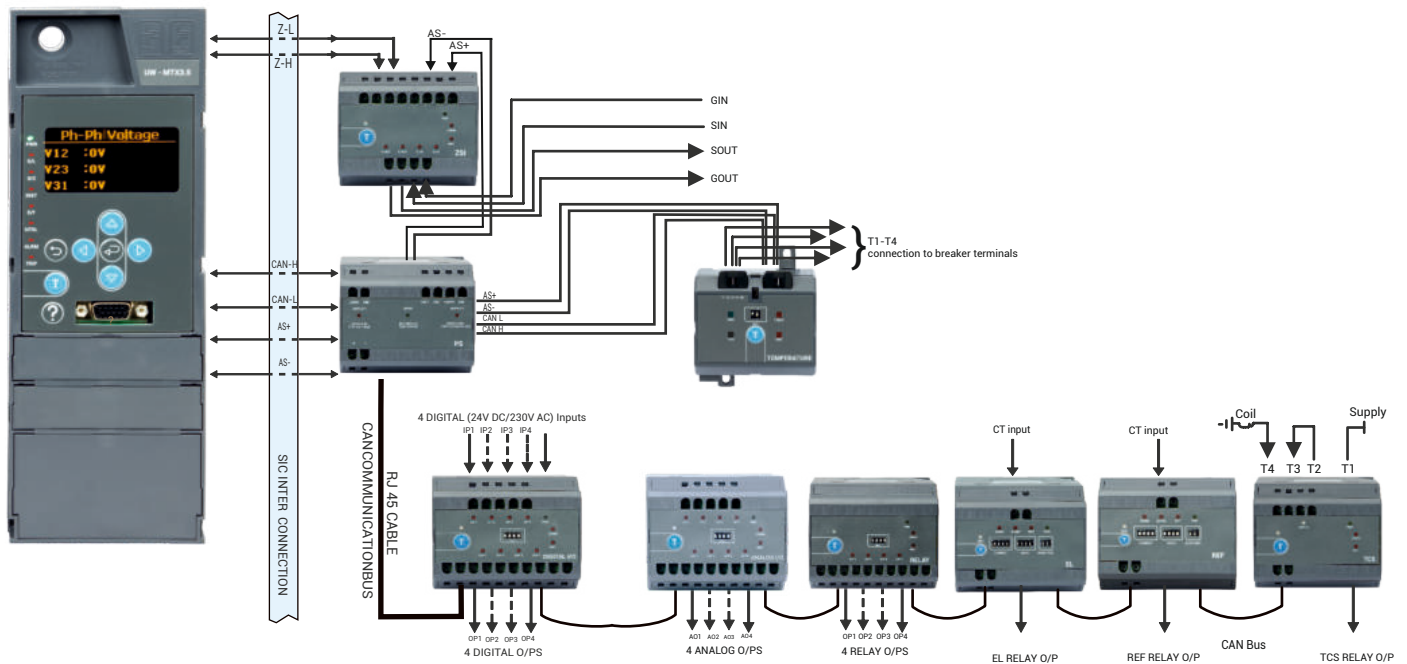 Z-L
Z-H
AS-
AS+
UW - MTX3.5
Ph-Ph Voltage
V12 :0V
V23 :0V
V31 :0V
ZSI
GIN
SIN
SOUT
GOUT
T1-T4
connection to breaker terminals
CAN-H
CAN-L
AS+
AS-
PS
AS+
AS-
CAN L
CAN H
TEMPERATURE
SIC INTER CONNECTION
CANCOMMUNICATIONBUS
RJ 45 CABLE
4 DIGITAL (24V DC/230V AC) Inputs
IP1 IP2 IP3 IP4
CT input
CT input
Coil
Supply
T4 T3 T2 T1
DIGITAL I/O
ANALOG I/O
RELAY
EL
REF
TCS
OP1 OP2 OP3 OP4
4 DIGITAL O/PS
AO1 AO2 AO3 AO4
4 ANALOG O/PS
OP1 OP2 OP3 OP4
4 RELAY O/PS
EL RELAY O/P
REF RELAY O/P
CAN Bus
TCS RELAY O/P